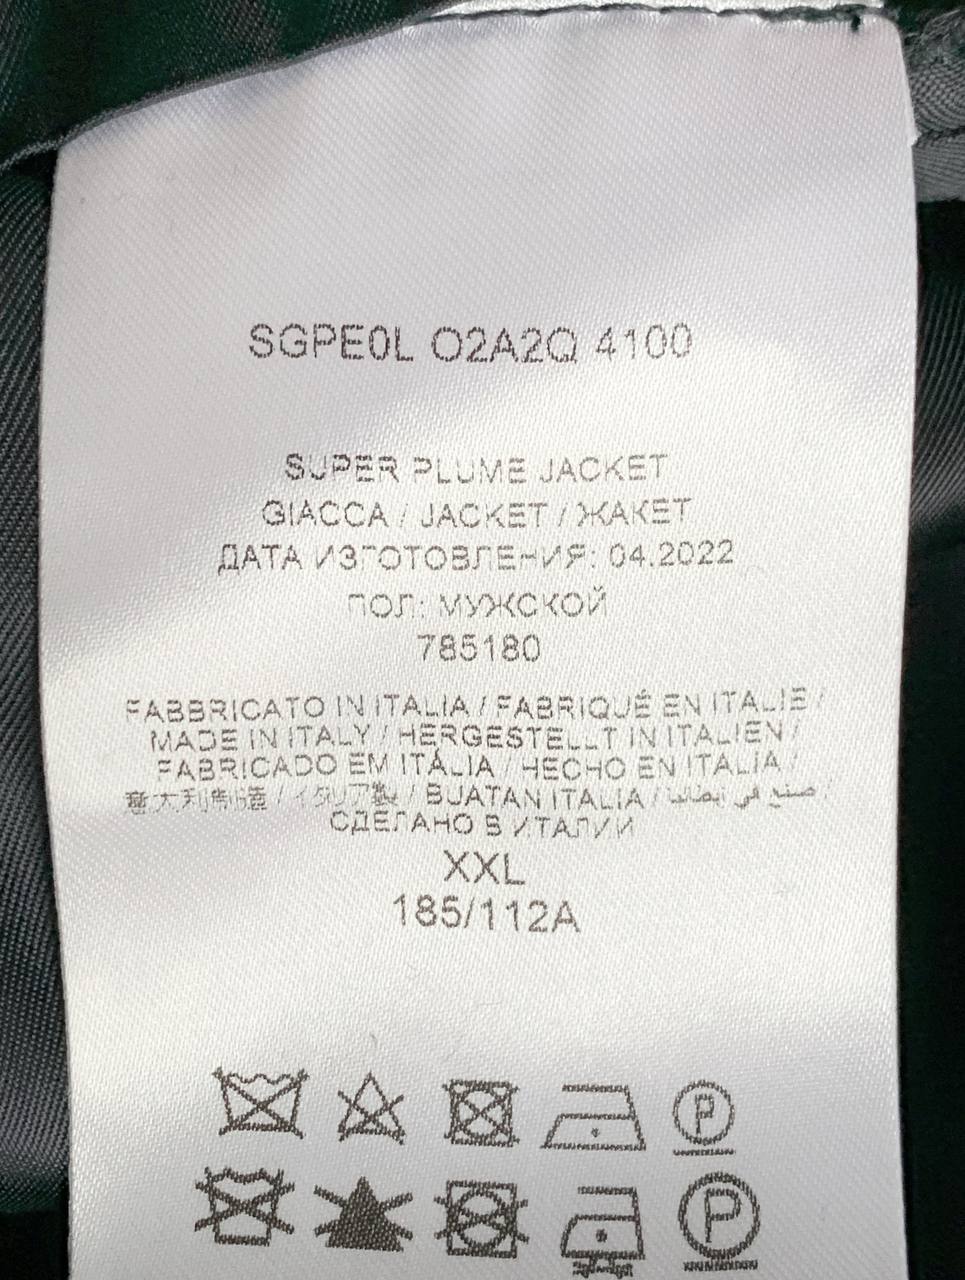 SGPE0L O2A2Q 4100
SUPER PLUME JACKET
GIACCA / JACKET / ЖАКЕТ
ДАТА ИЗГОТОВЛЕНИЯ: 04.2022
ПОЛ: МУЖСКОЙ
785180
FABBRICATO IN ITALIA / FABRIQUÉ EN ITALIE /
MADE IN ITALY / HERGESTELLT IN ITALIEN /
FABRICADO EM ITÁLIA / HECHO EN ITALIA /
意大利制造 / イタリア製 / BUATAN ITALIA / صنع في إيطاليا /
СДЕЛАНО В ИТАЛИИ
XXL
185/112A
P
P